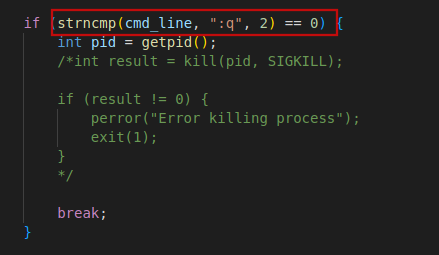 if (strncmp(cmd_line, ":q", 2) == 0) {
    int pid = getpid();
    /*int result = kill(pid, SIGKILL);

    if (result != 0) {
        perror("Error killing process");
        exit(1);
    }
    */

    break;
}